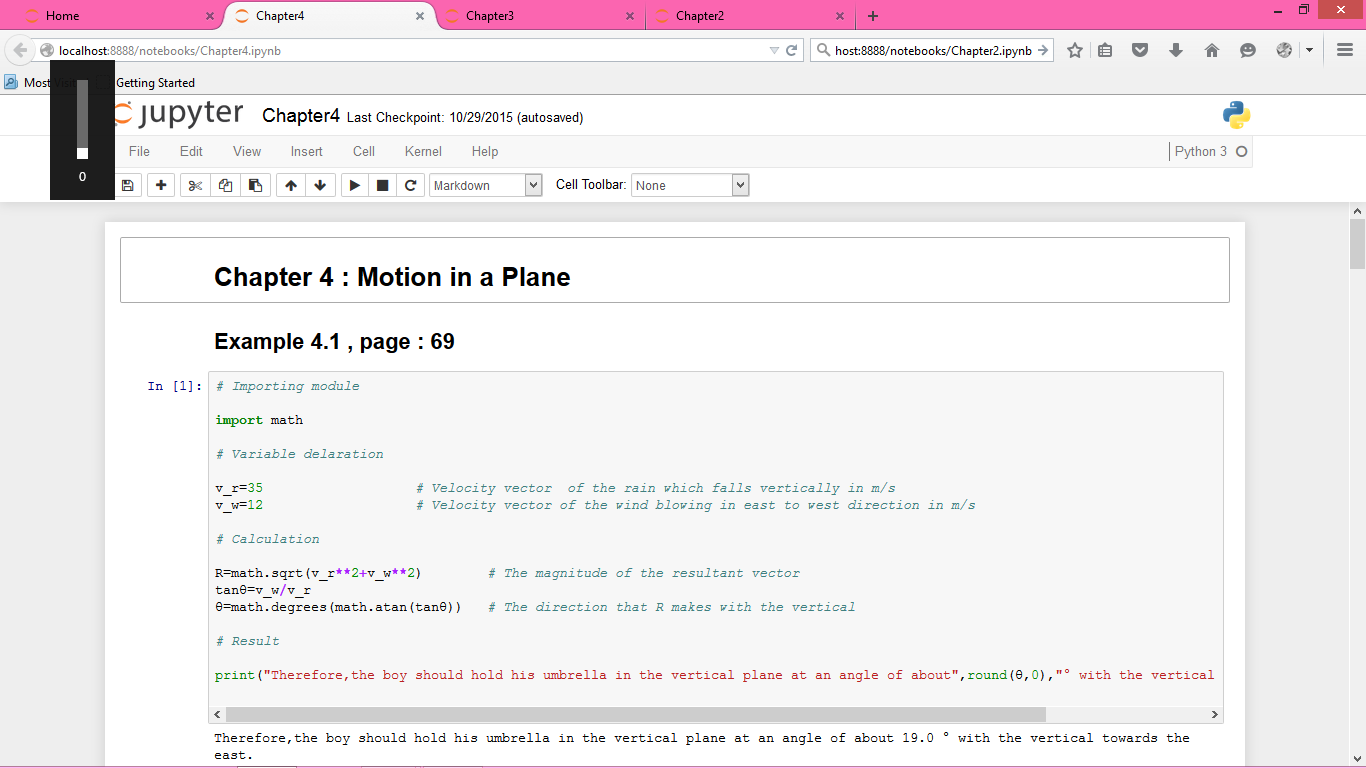 Home
Chapter4
Chapter3
Chapter2
localhost:8888/notebooks/Chapter4.ipynb
host:8888/notebooks/Chapter2.ipynb
Most Visi
Getting Started
0
jupyter
Chapter4 Last Checkpoint: 10/29/2015 (autosaved)
File Edit View Insert Cell Kernel Help
Python 3
Markdown
Cell Toolbar: None
Chapter 4 : Motion in a Plane
Example 4.1 , page : 69
In [1]:
# Importing module
import math
# Variable delaration
v_r=35 # Velocity vector  of the rain which falls vertically in m/s
v_w=12 # Velocity vector of the wind blowing in east to west direction in m/s
# Calculation
R=math.sqrt(v_r**2+v_w**2) # The magnitude of the resultant vector
tanθ=v_w/v_r
θ=math.degrees(math.atan(tanθ)) # The direction that R makes with the vertical
# Result
print("Therefore,the boy should hold his umbrella in the vertical plane at an angle of about",round(θ,0),"° with the vertical
Therefore,the boy should hold his umbrella in the vertical plane at an angle of about 19.0 ° with the vertical towards the
east.